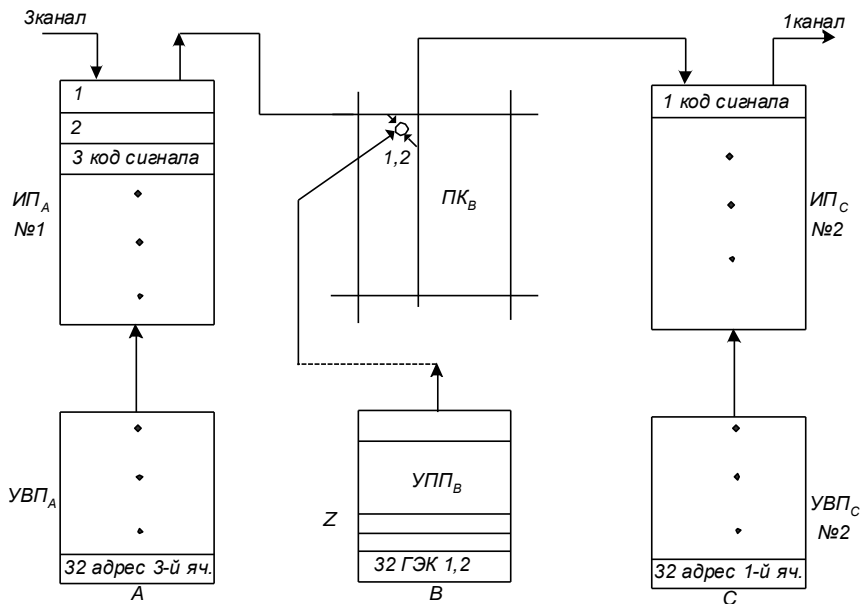 3канал
1канал
1
2
3 код сигнала
ИПА
№1
1,2
ПКВ
1 код сигнала
ИПС
№2
УВПА
32 адрес 3-й яч.
А
УППВ
Z
32 ГЭК 1,2
В
УВПС
№2
32 адрес 1-й яч.
С